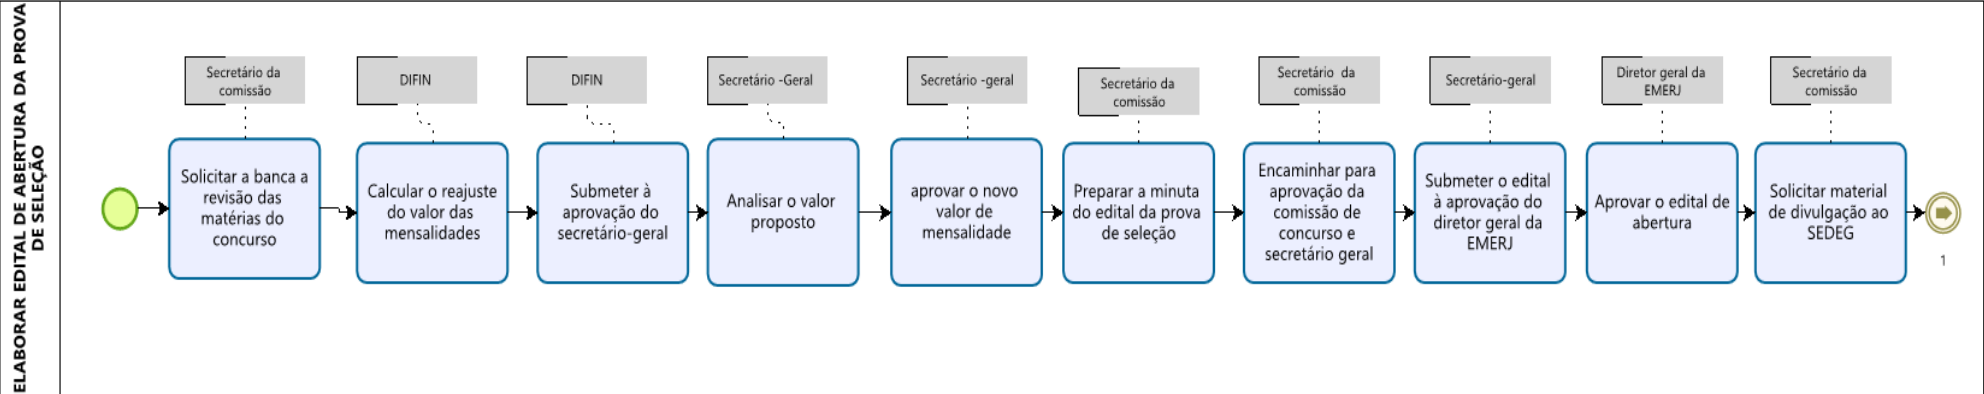 ELABORAR EDITAL DE ABERTURA DA PROVA
DE SELEÇÃO
Secretário da
comissão
DIFIN
DIFIN
Secretário -Geral
Secretário -geral
Secretário da
comissão
Secretário  da
comissão
Secretário-geral
Diretor geral da
EMERJ
Secretário da
comissão
Solicitar a banca a
revisão das
matérias do
concurso
Calcular o reajuste
do valor das
mensalidades
Submeter à
aprovação do
secretário-geral
Analisar o valor
proposto
aprovar o novo
valor de
mensalidade
Preparar a minuta
do edital da prova
de seleção
Encaminhar para
aprovação da
comissão de
concurso e
secretário geral
Submeter o edital
à aprovação do
diretor geral da
EMERJ
Aprovar o edital de
abertura
Solicitar material
de divulgação ao
SEDEG
1